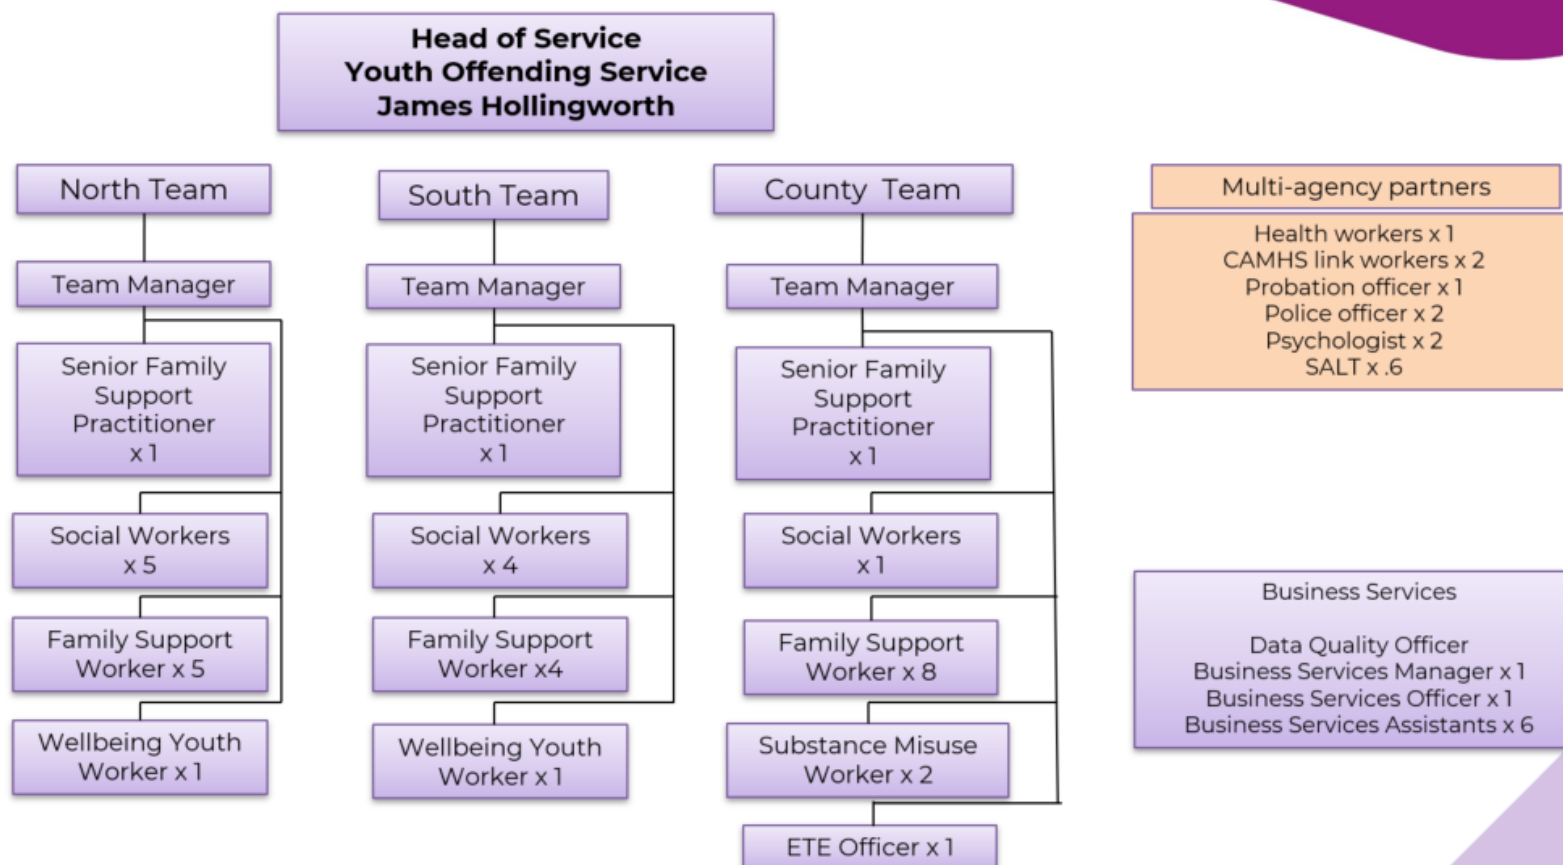 Head of Service
Youth Offending Service
James Hollingworth
North Team
Team Manager
Senior Family
Support
Practitioner
x 1
Social Workers
x 5
Family Support
Worker x 5
Wellbeing Youth
Worker x 1
South Team
Team Manager
Senior Family
Support
Practitioner
x 1
Social Workers
x 4
Family Support
Worker x4
Wellbeing Youth
Worker x 1
County  Team
Team Manager
Senior Family
Support
Practitioner
x 1
Social Workers
x 1
Family Support
Worker x 8
Substance Misuse
Worker x 2
ETE Officer x 1
Multi-agency partners
Health workers x 1
CAMHS link workers x 2
Probation officer x 1
Police officer x 2
Psychologist x 2
SALT x .6
Business Services
Data Quality Officer
Business Services Manager x 1
Business Services Officer x 1
Business Services Assistants x 6